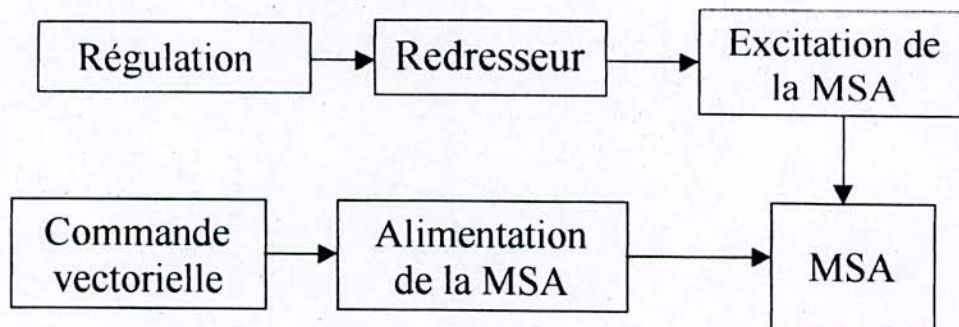 Régulation
Redresseur
Excitation de
la MSA
Commande
vectorielle
Alimentation
de la MSA
MSA